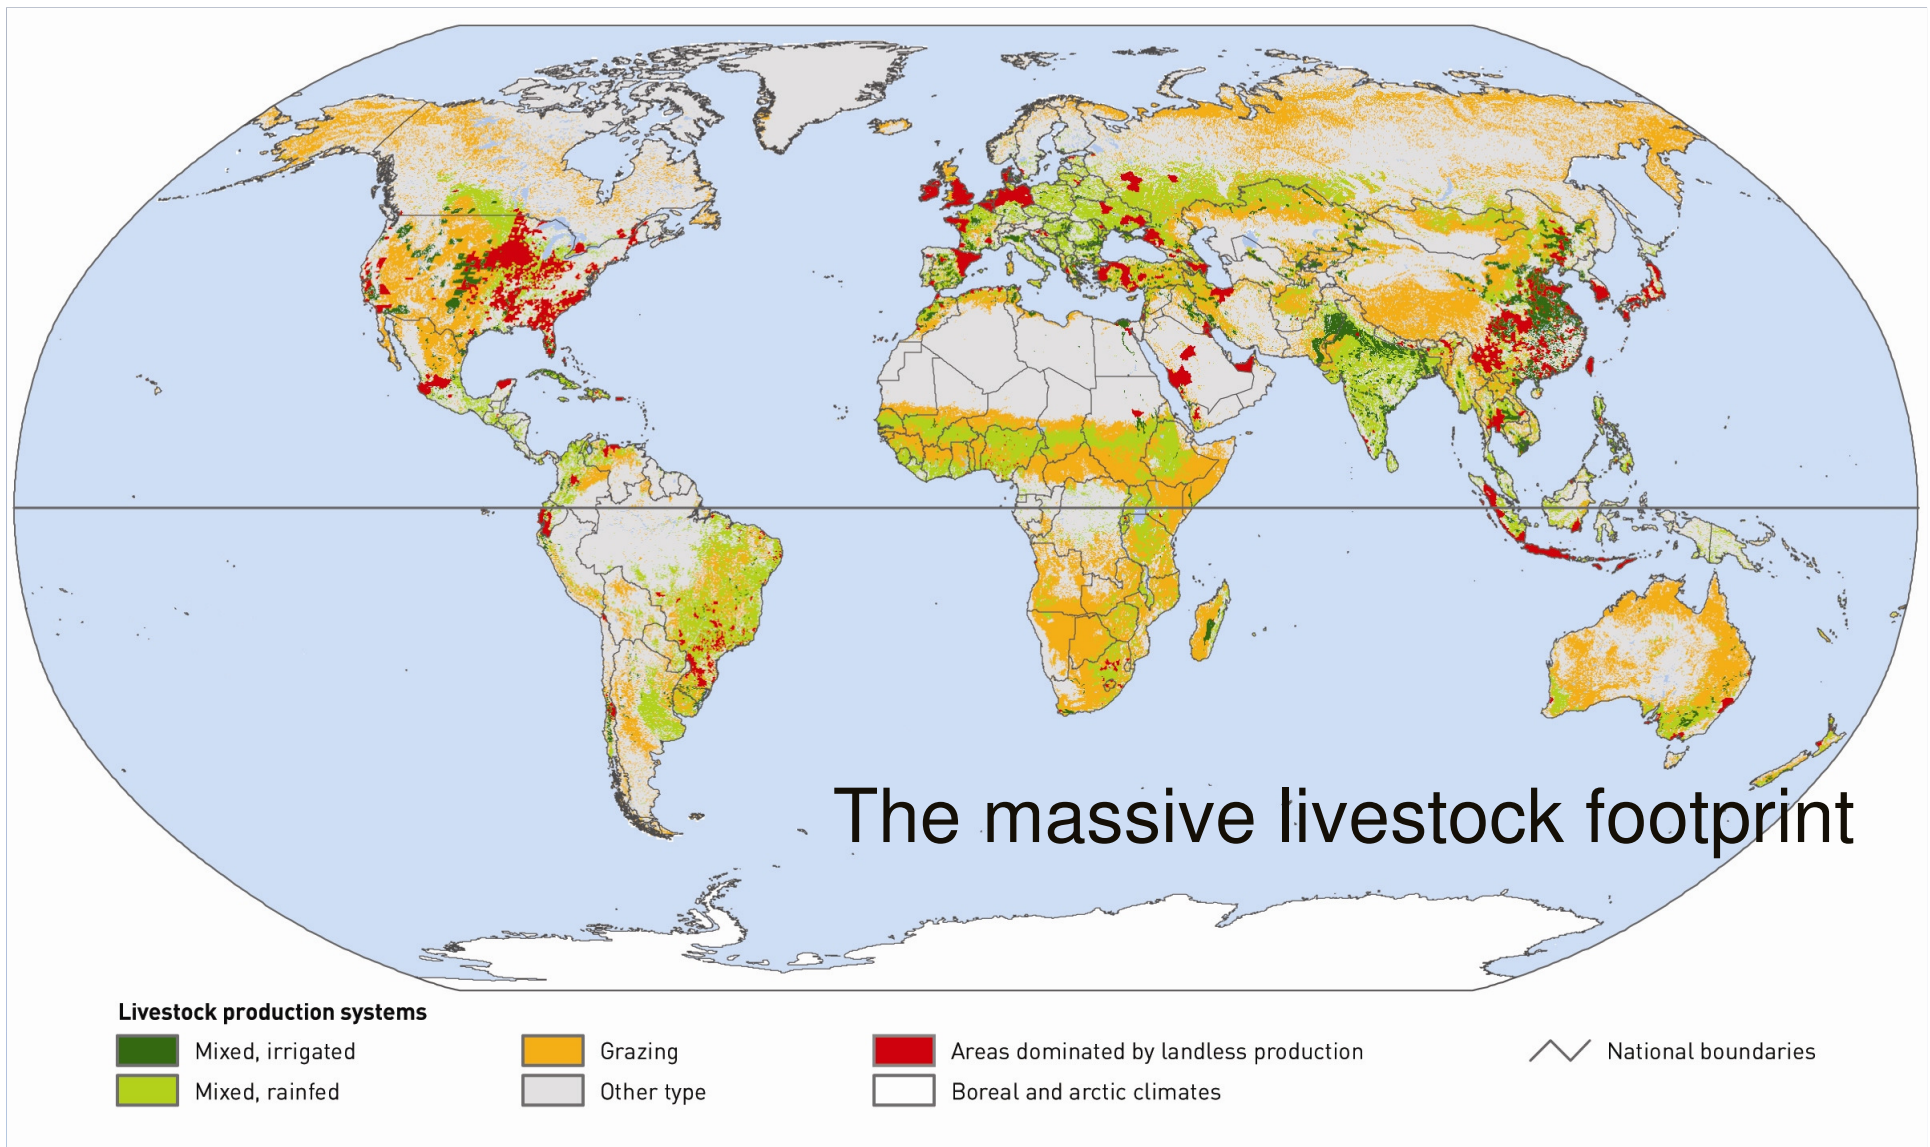 The massive livestock footprint
Livestock production systems
Mixed, irrigated
Grazing
Areas dominated by landless production
National boundaries
Mixed, rainfed
Other type
Boreal and arctic climates